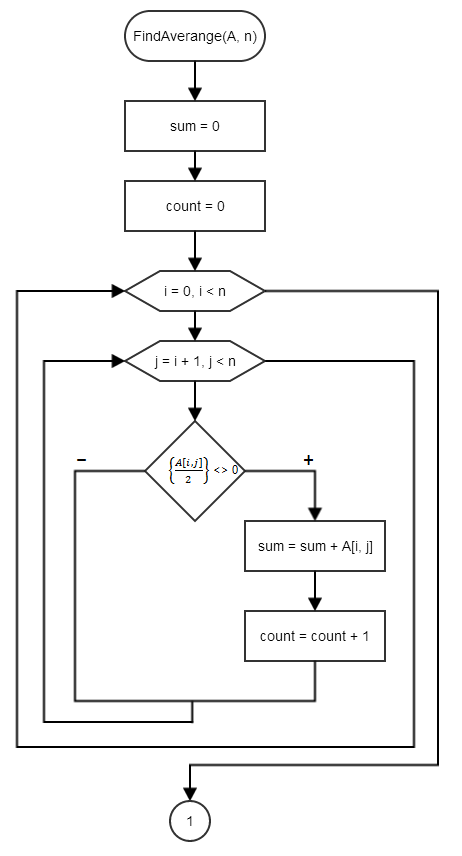 FindAverange(A, n)
sum = 0
count = 0
i = 0, i < n
j = i + 1, j < n
{A[i,j]/2} <> 0
−
+
sum = sum + A[i, j]
count = count + 1
1